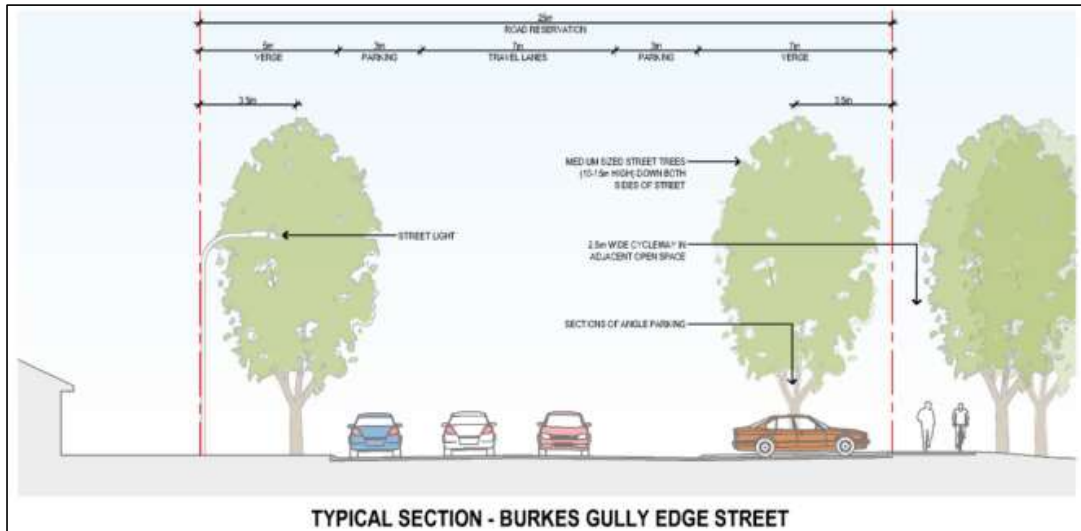 25m
ROAD RESERVATION
5m 3m 7m 3m 7m
VERGE PARKING TRAVEL LANES PARKING VERGE
3.5m 3.5m
MEDIUM SIZED STREET TREES
(10-15m HIGH) DOWN BOTH
SIDES OF STREET
STREET LIGHT
2.5m WIDE CYCLEWAY IN
ADJACENT OPEN SPACE
SECTIONS OF ANGLE PARKING
TYPICAL SECTION - BURKES GULLY EDGE STREET